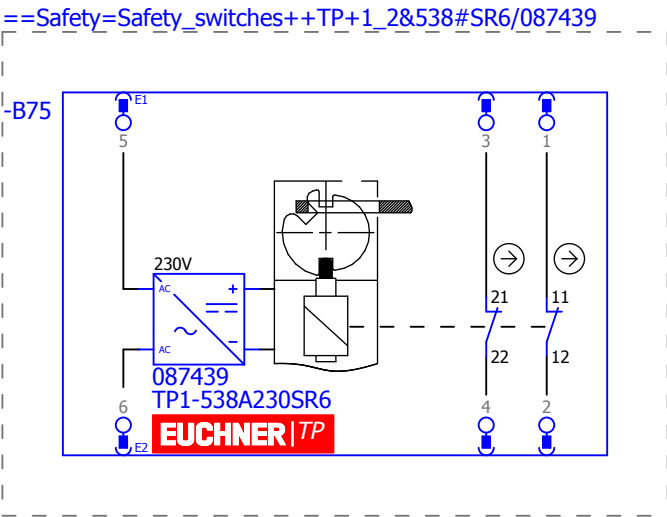 ==Safety=Safety_switches++TP+1_2&538#SR6/087439
-B75
E1
5
3
1
230V
AC
+
21
11
AC
-
22
12
087439
TP1-538A230SR6
6
4
2
EUCHNER|TP
E2